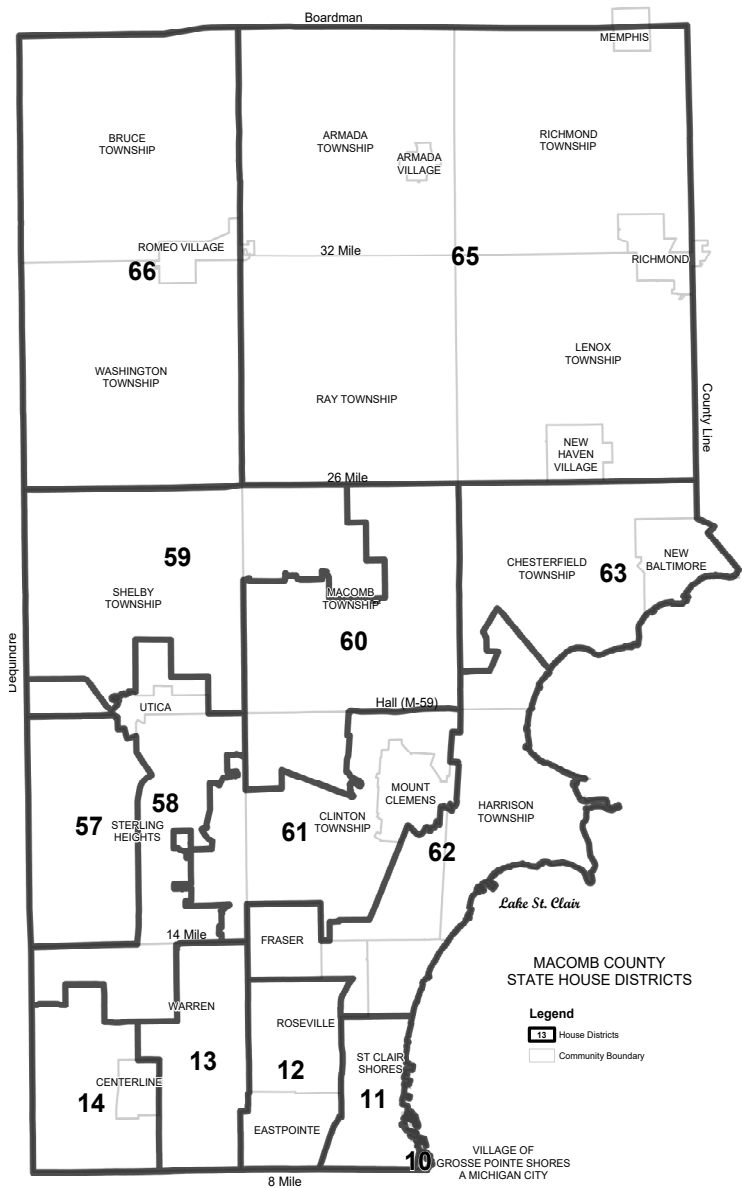 Boardman
MEMPHIS
BRUCE
TOWNSHIP
ARMADA
TOWNSHIP
ARMADA
VILLAGE
RICHMOND
TOWNSHIP
ROMEO VILLAGE
32 Mile
65
RICHMOND
66
WASHINGTON
TOWNSHIP
RAY TOWNSHIP
LENOX
TOWNSHIP
County Line
NEW
HAVEN
VILLAGE
26 Mile
59
SHELBY
TOWNSHIP
MACOMB
TOWNSHIP
60
CHESTERFIELD
TOWNSHIP
63
NEW
BALTIMORE
Dequindre
UTICA
Hall (M-59)
57
58
STERLING
HEIGHTS
61
CLINTON
TOWNSHIP
MOUNT
CLEMENS
62
HARRISON
TOWNSHIP
Lake St. Clair
14 Mile
FRASER
MACOMB COUNTY
STATE HOUSE DISTRICTS
Legend
13 House Districts
Community Boundary
WARREN
13
ROSEVILLE
12
ST CLAIR
SHORES
11
CENTERLINE
14
EASTPOINTE
10
VILLAGE OF
GROSSE POINTE SHORES
A MICHIGAN CITY
8 Mile